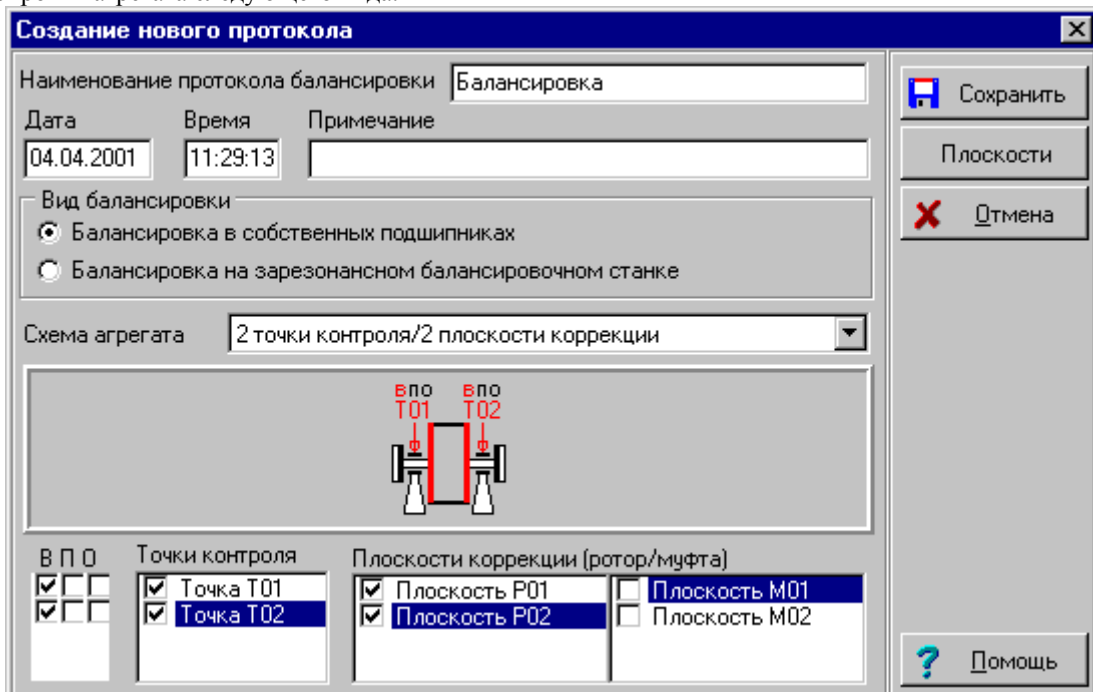 Создание нового протокола
Наименование протокола балансировки Балансировка
Сохранить
Дата Время Примечание
04.04.2001 11:29:13
Плоскости
Вид балансировки
Отмена
Балансировка в собственных подшипниках
Балансировка на зарезонансном балансировочном станке
Схема агрегата 2 точки контроля/2 плоскости коррекции
ВПО ВПО
Т01 Т02
В П О Точки контроля Плоскости коррекции (ротор/муфта)
Точка Т01 Плоскость Р01 Плоскость М01
Точка Т02 Плоскость Р02 Плоскость М02
Помощь